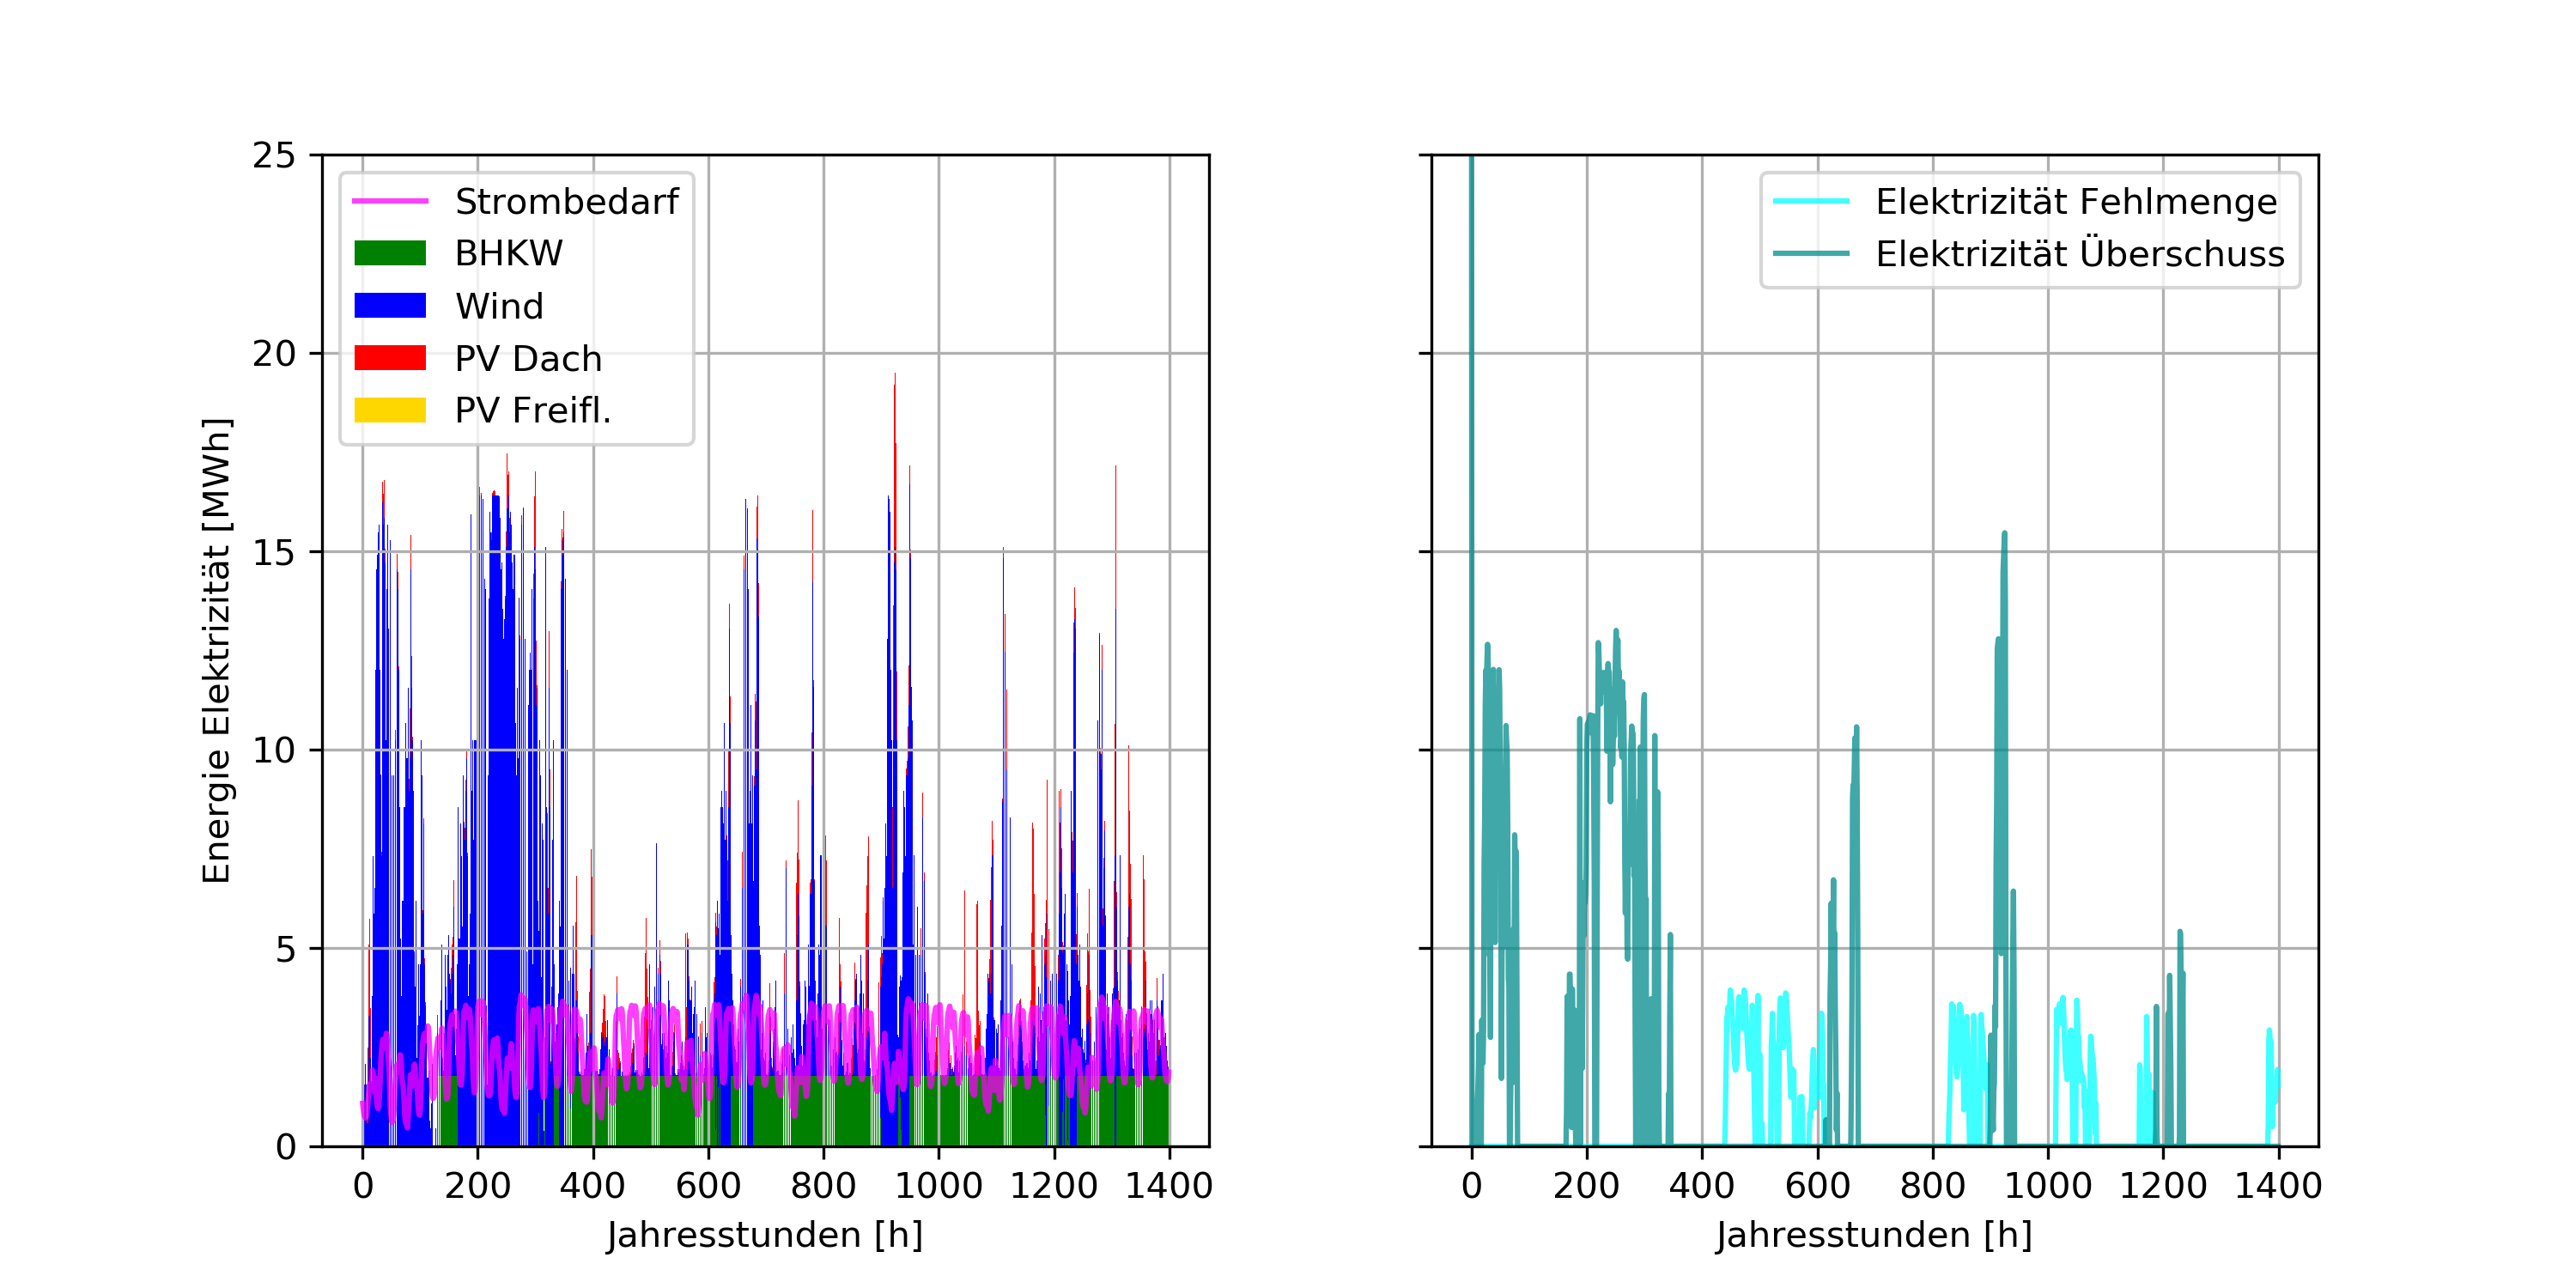 Energie Elektrizität [MWh]
25
20
15
10
5
0
Strombedarf
BHKW
Wind
PV Dach
PV Freifl.
0 200 400 600 800 1000 1200 1400
Jahresstunden [h]
Elektrizität Fehlmenge
Elektrizität Überschuss
0 200 400 600 800 1000 1200 1400
Jahresstunden [h]